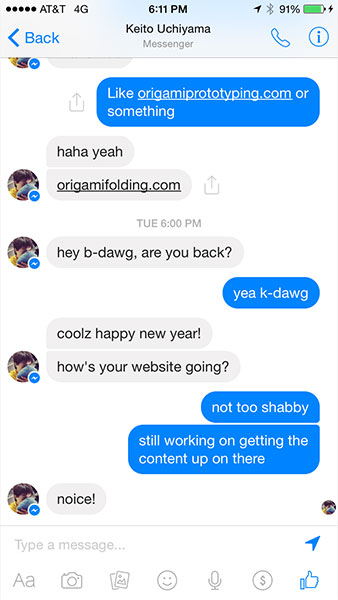 AT&T 4G 6:11 PM 91%
Back Keito Uchiyama
Messenger
Like origamiprototyping.com or
something
haha yeah
origamifolding.com
TUE 6:00 PM
hey b-dawg, are you back?
yea k-dawg
coolz happy new year!
how's your website going?
not too shabby
still working on getting the
content up on there
noice!
Type a message...
Aa
$